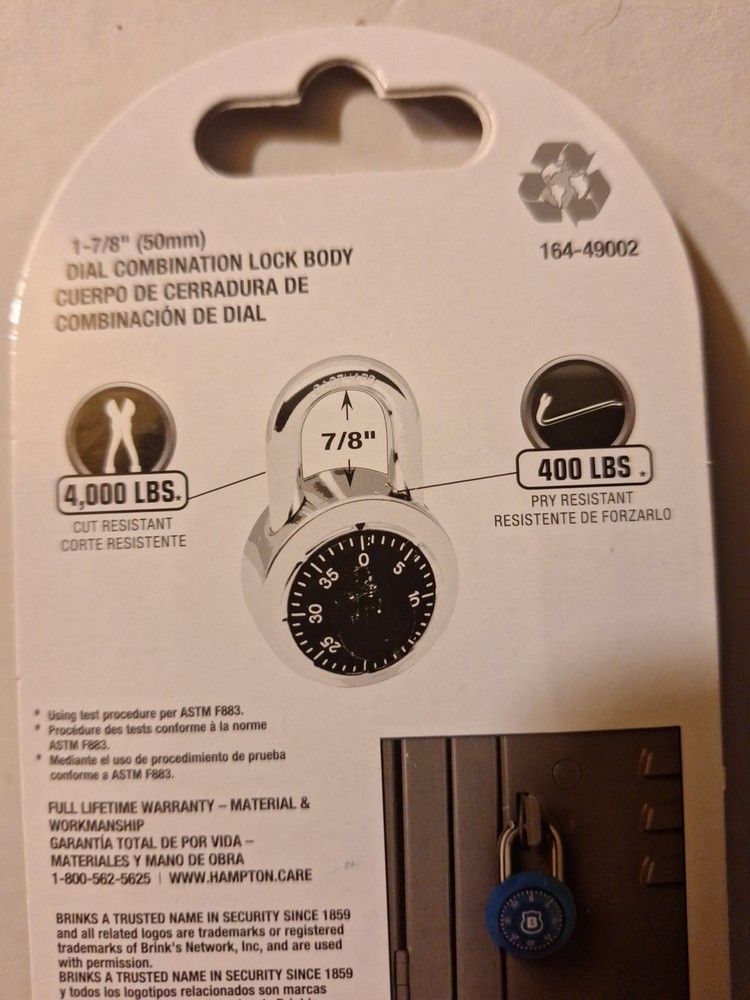 1-7/8" (50mm)
DIAL COMBINATION LOCK BODY
CUERPO DE CERRADURA DE
COMBINACIÓN DE DIAL
164-49002
7/8"
4,000 LBS.*
CUT RESISTANT
CORTE RESISTENTE
400 LBS *
PRY RESISTANT
RESISTENTE DE FORZARLO
0
5
10
25
30
35
* Using test procedure per ASTM F883.
* Procédure des tests conforme à la norme
ASTM F883.
* Mediante el uso de procedimiento de prueba
conforme a ASTM F883.
FULL LIFETIME WARRANTY – MATERIAL &
WORKMANSHIP
GARANTÍA TOTAL DE POR VIDA –
MATERIALES Y MANO DE OBRA
1-800-562-5625 | WWW.HAMPTON.CARE
BRINKS A TRUSTED NAME IN SECURITY SINCE 1859
and all related logos are trademarks or registered
trademarks of Brink's Network, Inc, and are used
with permission.
BRINKS A TRUSTED NAME IN SECURITY SINCE 1859
y todos los logotipos relacionados son marcas
B